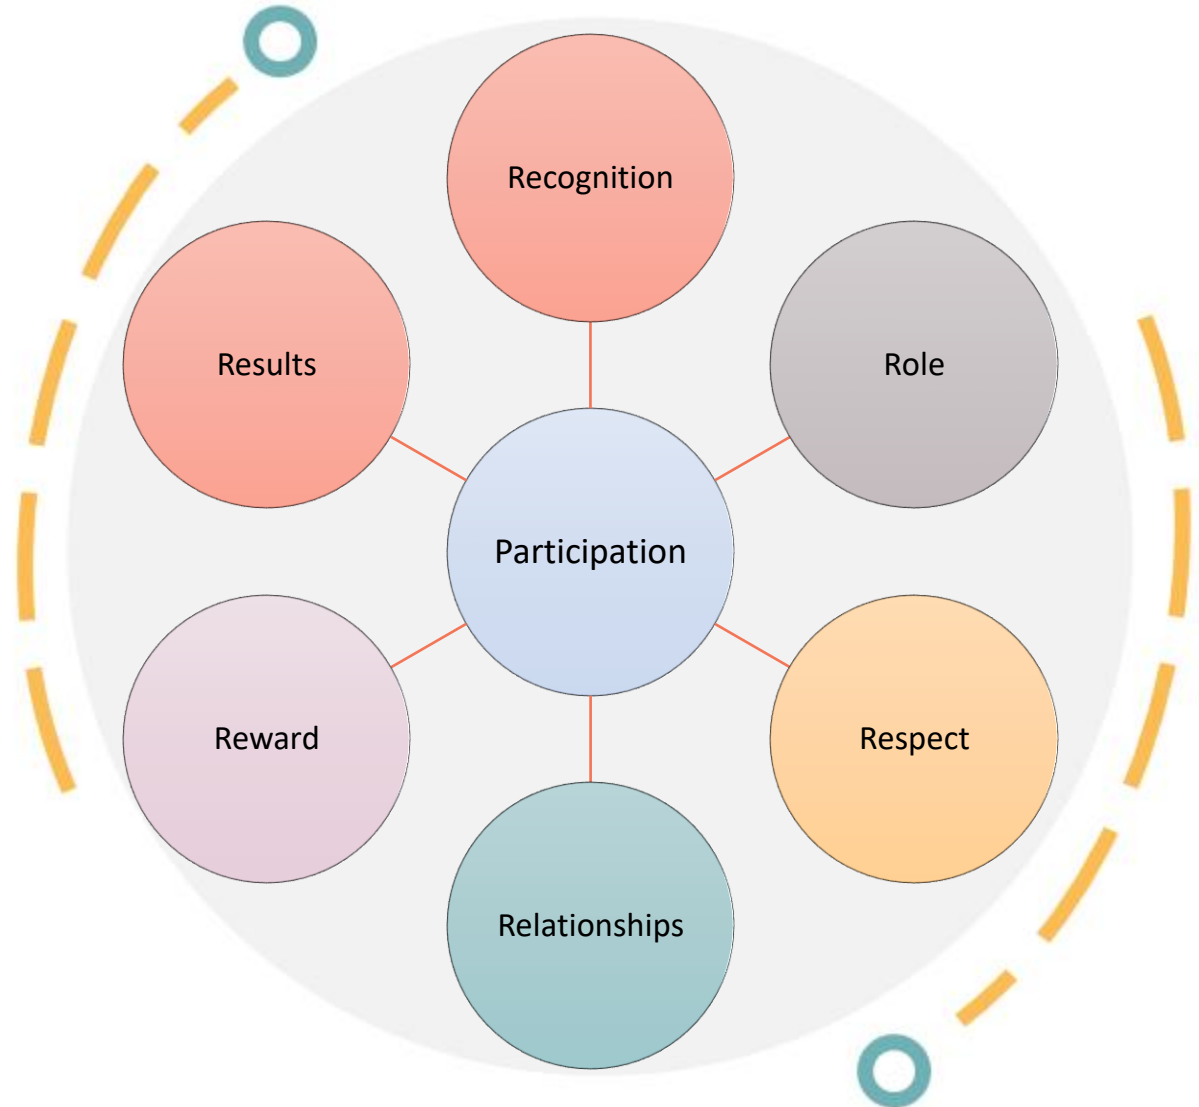 Recognition
Results
Role
Participation
Reward
Respect
Relationships